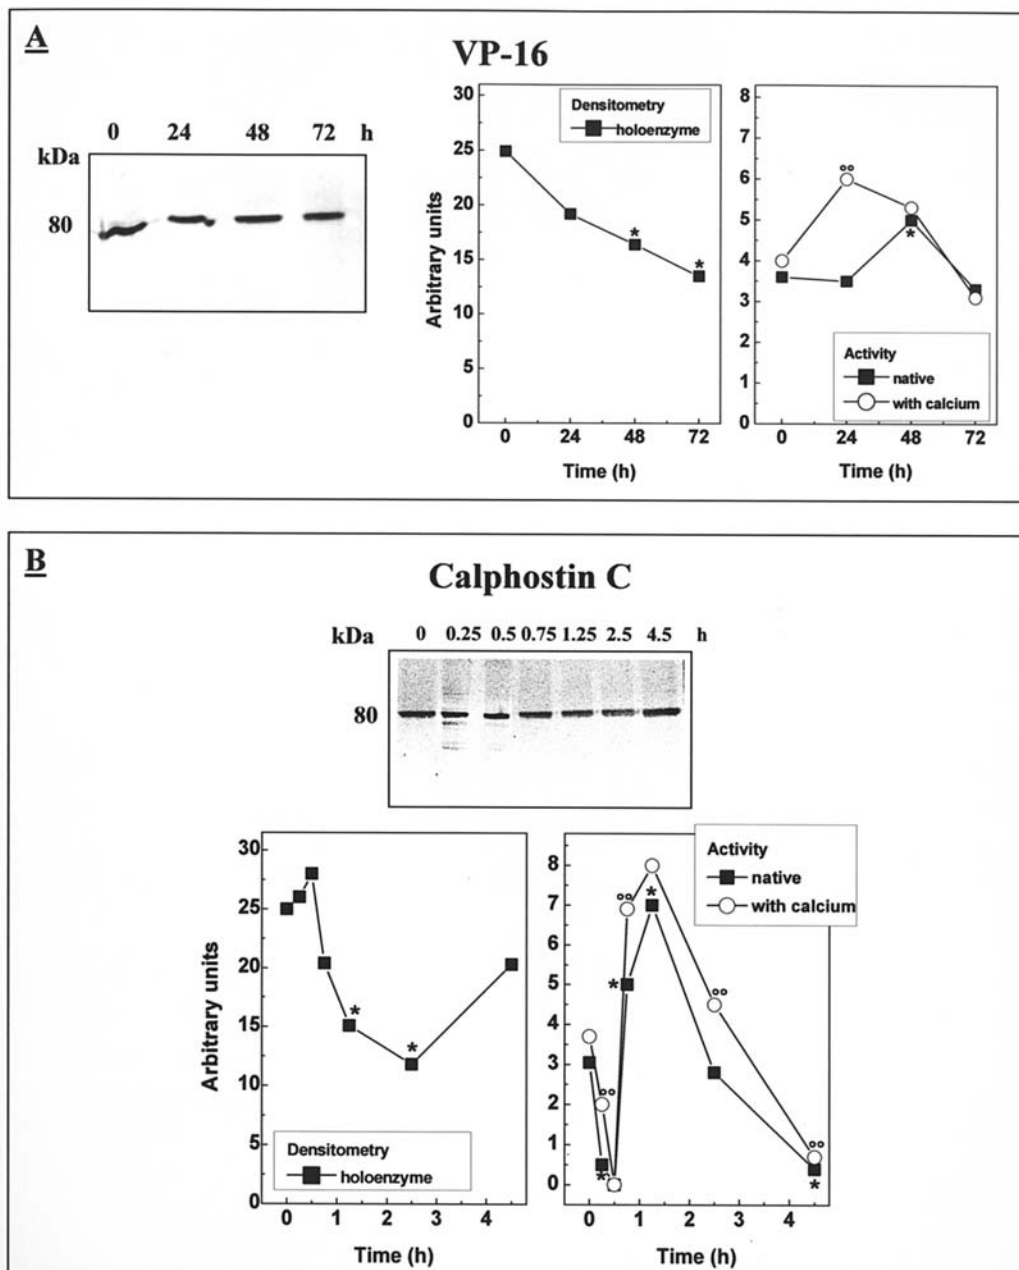 A
VP-16
0 24 48 72 h
kDa
80
Densitometry
holoenzyme
30
25
20
15
10
5
0
Arbitrary units
* *
0 24 48 72
Time (h)
8
7
6
5
4
3
2
1
0
°°
*
Activity
native
with calcium
0 24 48 72
Time (h)
B
Calphostin C
kDa 0 0.25 0.5 0.75 1.25 2.5 4.5 h
80
30
25
20
15
10
5
0
Arbitrary units
* *
Densitometry
holoenzyme
0 1 2 3 4
Time (h)
Activity
native
with calcium
8
7
6
5
4
3
2
1
0
°° *
*
°°
°°
°°
* *
0 1 2 3 4
Time (h)